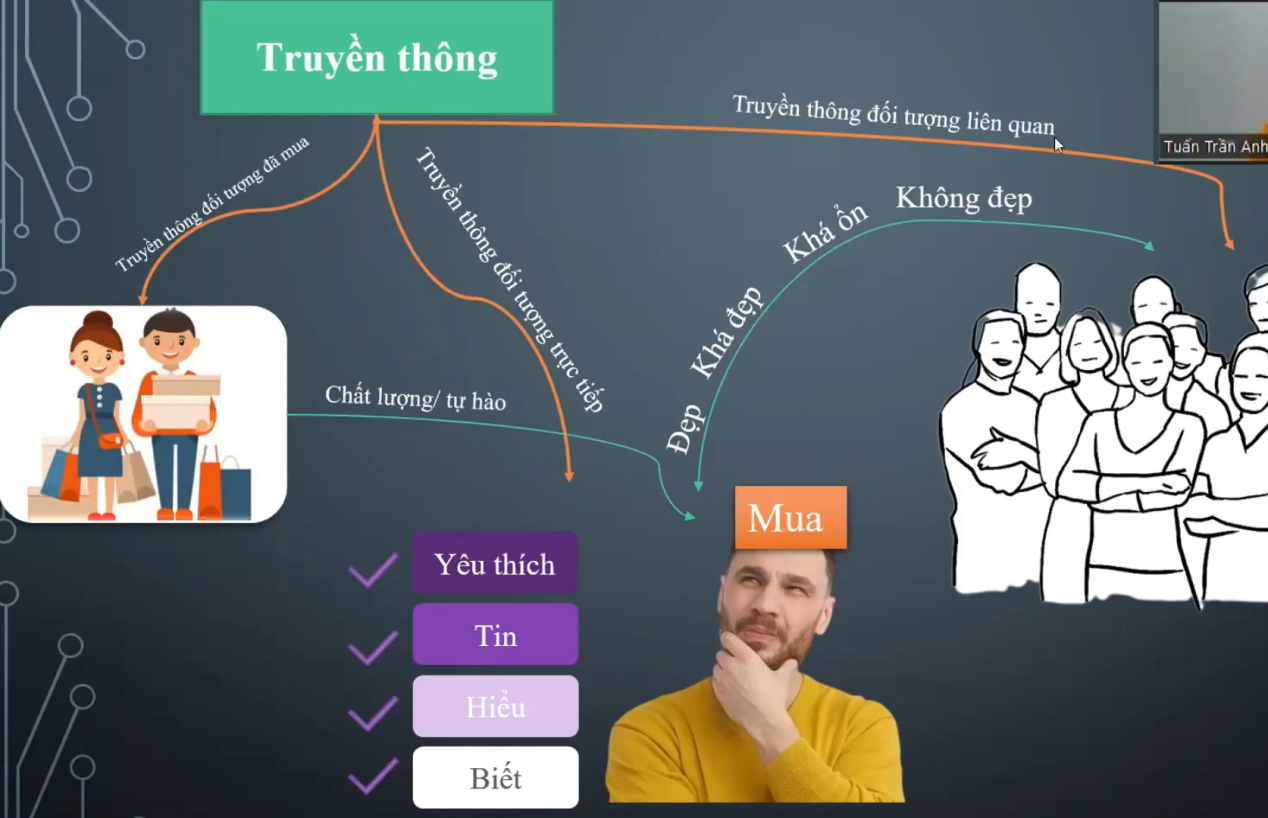 Truyền thông
Truyền thông đối tượng liên quan
Tuấn Trần Anh
Truyền thông đối tượng đã mua
Truyền thông đối tượng trực tiếp
Không đẹp
Khá ổn
Khá đẹp
Đẹp
Chất lượng/ tự hào
Mua
Yêu thích
Tin
Hiểu
Biết